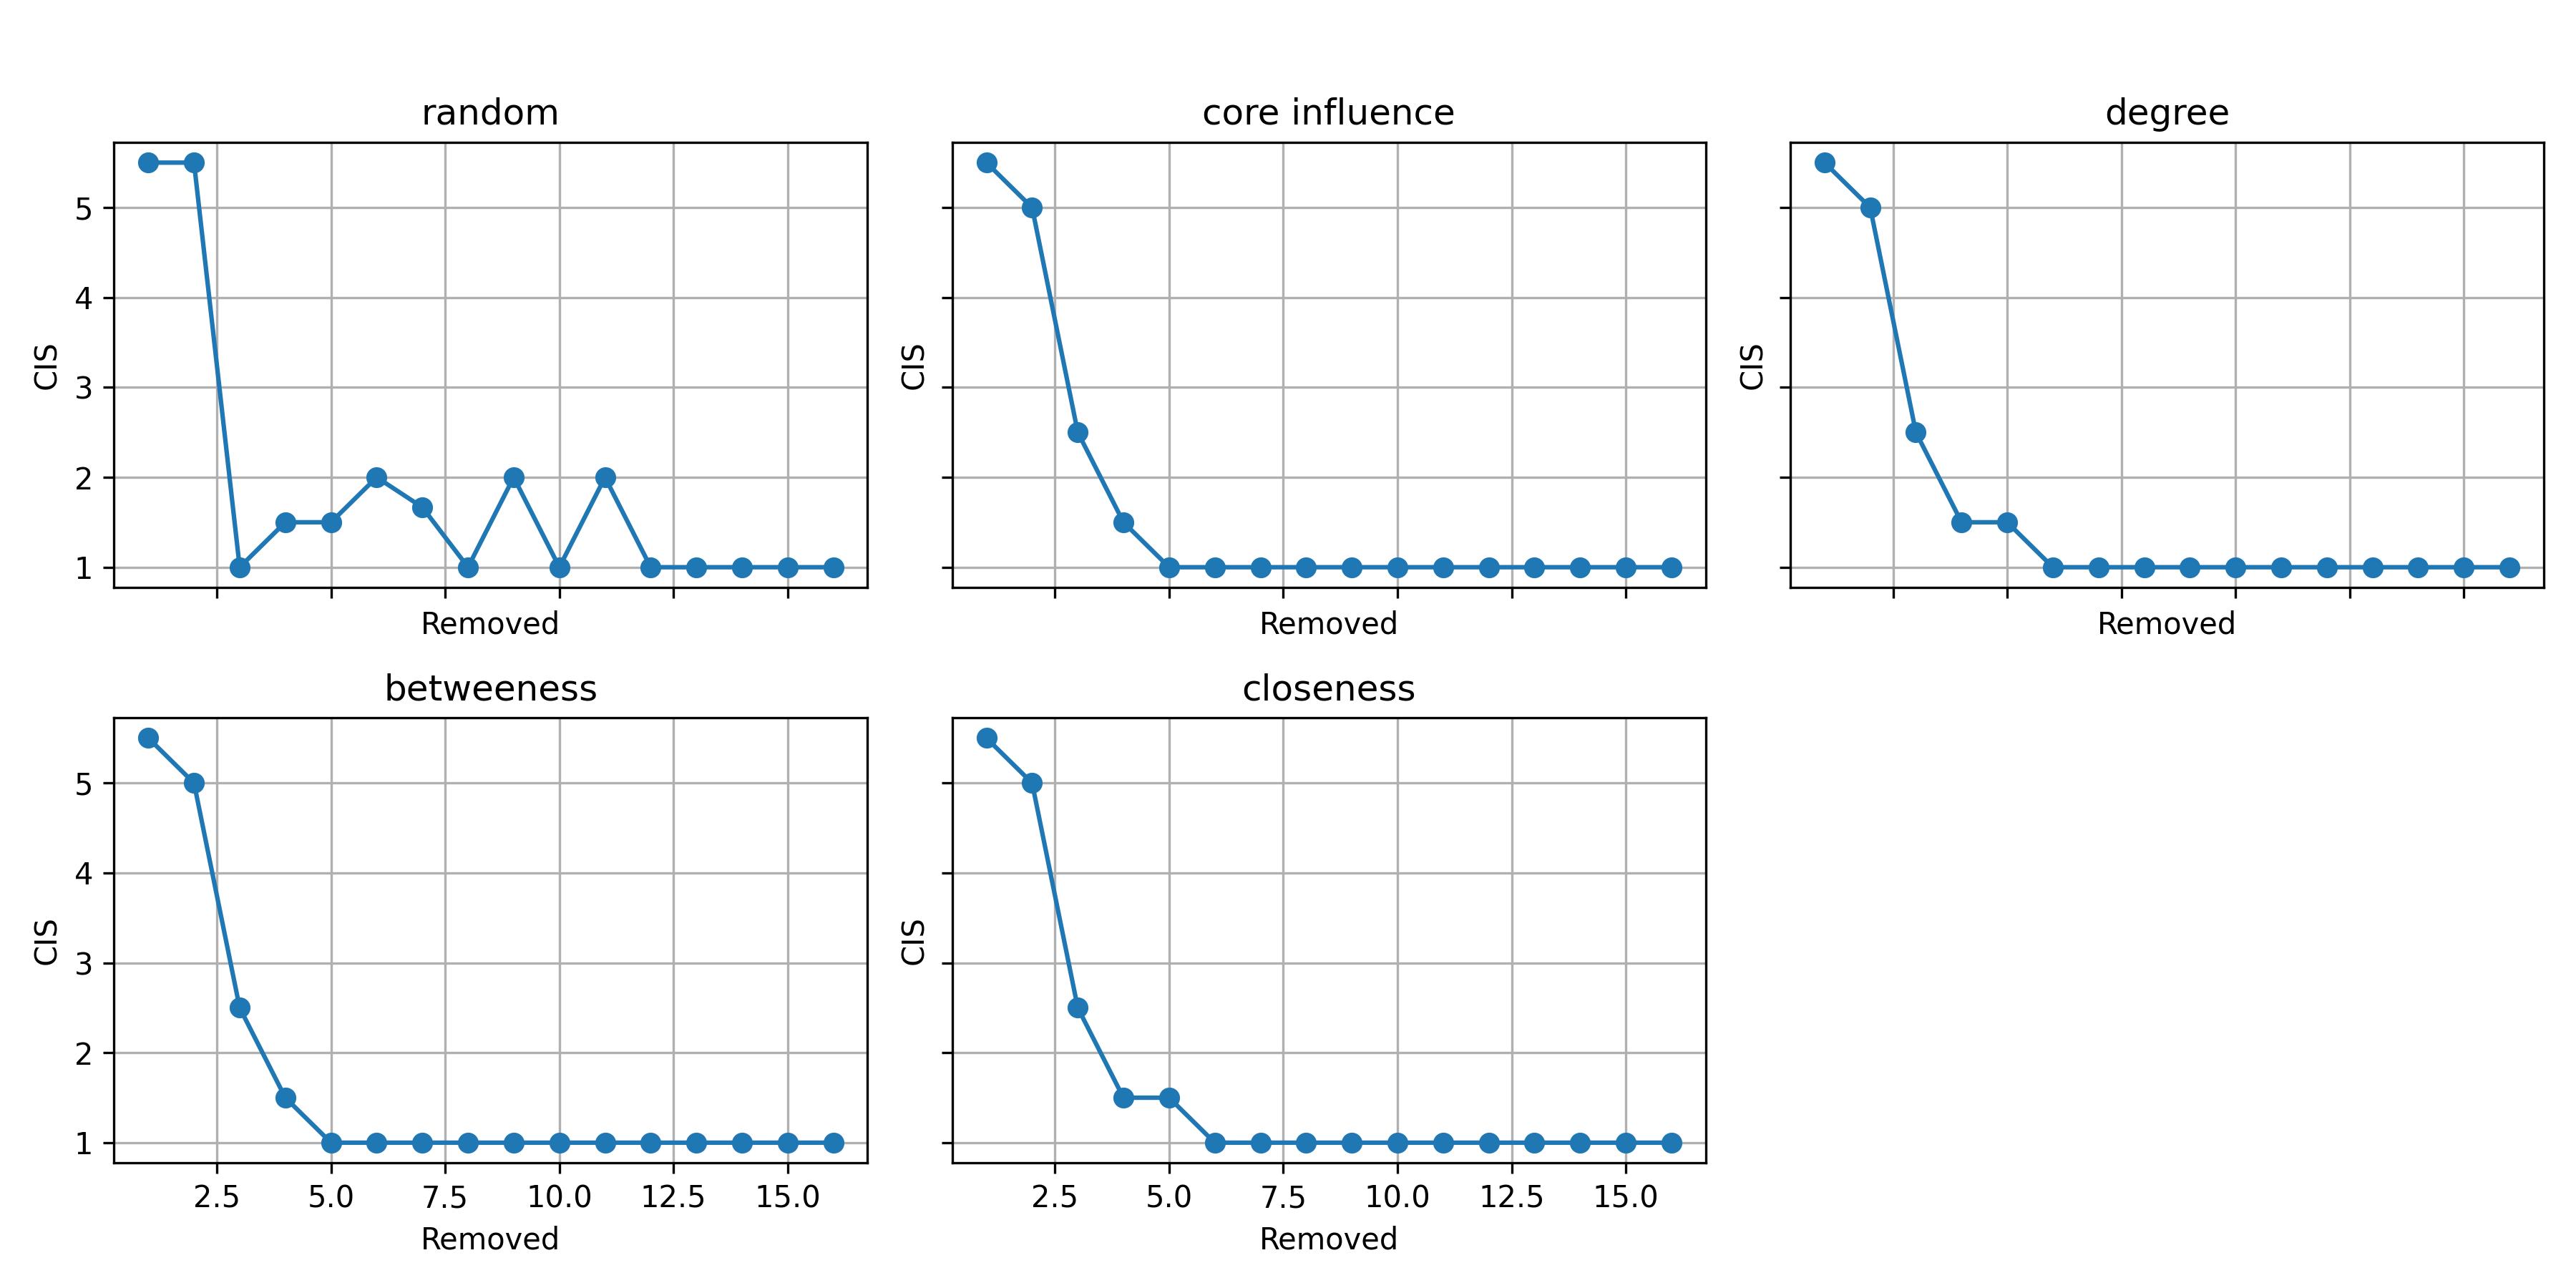 random
core influence
degree
5
4
3
2
1
CIS
CIS
CIS
Removed
Removed
Removed
betweeness
closeness
5
4
3
2
1
CIS
CIS
2.5 5.0 7.5 10.0 12.5 15.0
2.5 5.0 7.5 10.0 12.5 15.0
Removed
Removed